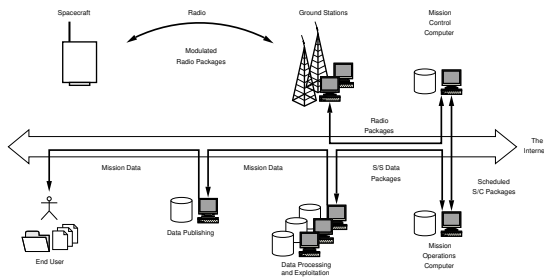 Spacecraft
Radio
Ground Stations
Mission
Control
Computer
Modulated
Radio Packages
Radio
Packages
The
Internet
Mission Data
Mission Data
S/S Data
Packages
Scheduled
S/C Packages
Data Publishing
End User
Data Processing
and Exploitation
Mission
Operations
Computer